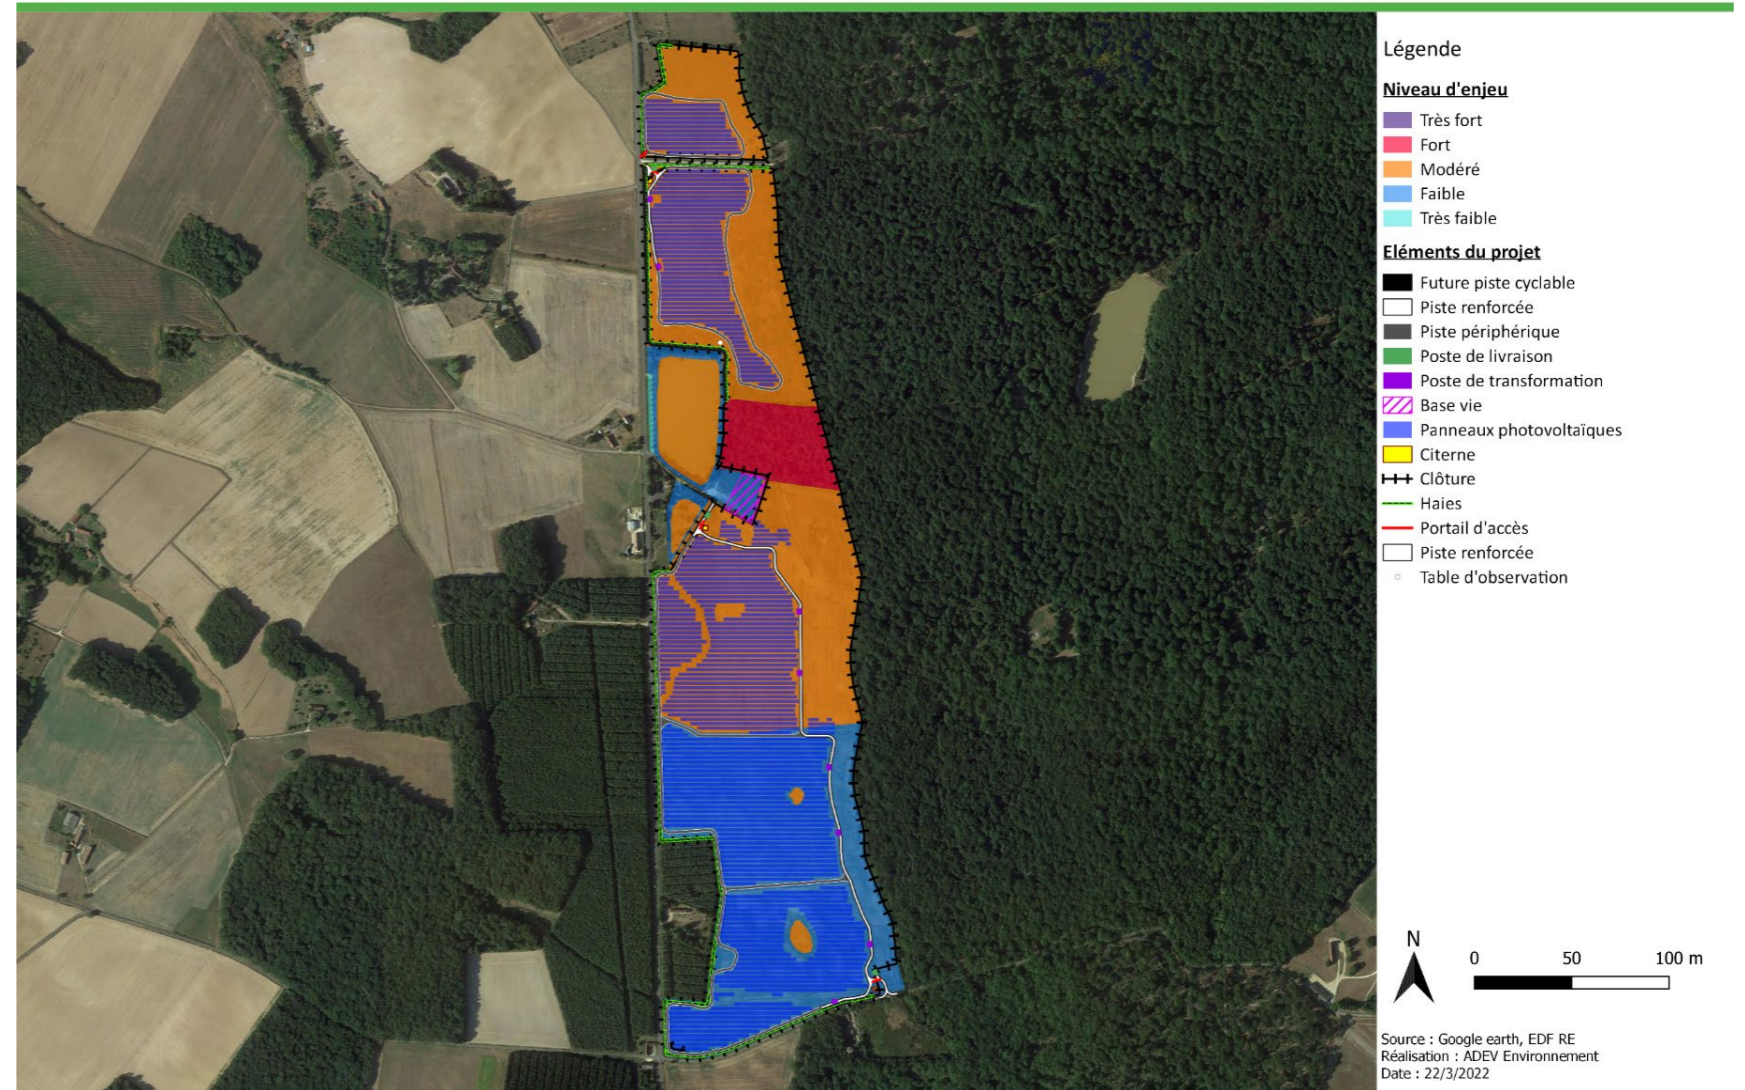 Légende
Niveau d'enjeu
Très fort
Fort
Modéré
Faible
Très faible
Eléments du projet
Future piste cyclable
Piste renforcée
Piste périphérique
Poste de livraison
Poste de transformation
Base vie
Panneaux photovoltaïques
Citerne
Clôture
Haies
Portail d'accès
Piste renforcée
Table d'observation
N
0 50 100 m
Source : Google earth, EDF RE
Réalisation : ADEV Environnement
Date : 22/3/2022